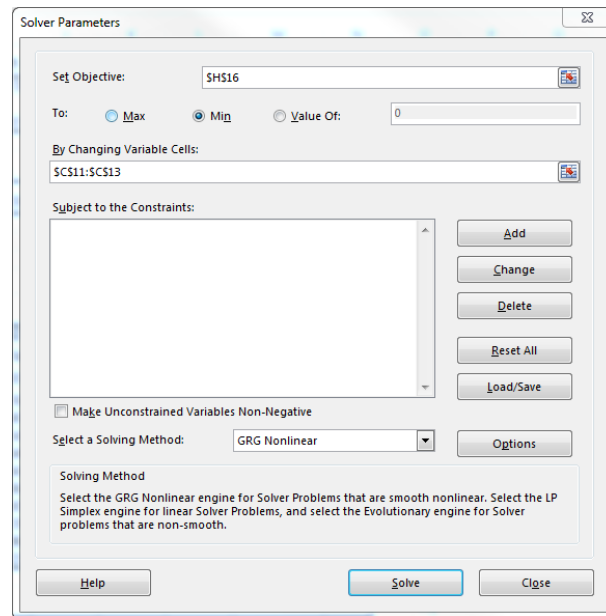 Solver Parameters
Set Objective:
$H$16
To:
Max
Min
Value Of:
0
By Changing Variable Cells:
$C$11:$C$13
Subject to the Constraints:
Add
Change
Delete
Reset All
Load/Save
Make Unconstrained Variables Non-Negative
Select a Solving Method:
GRG Nonlinear
Options
Solving Method
Select the GRG Nonlinear engine for Solver Problems that are smooth nonlinear. Select the LP
Simplex engine for linear Solver Problems, and select the Evolutionary engine for Solver
problems that are non-smooth.
Help
Solve
Close